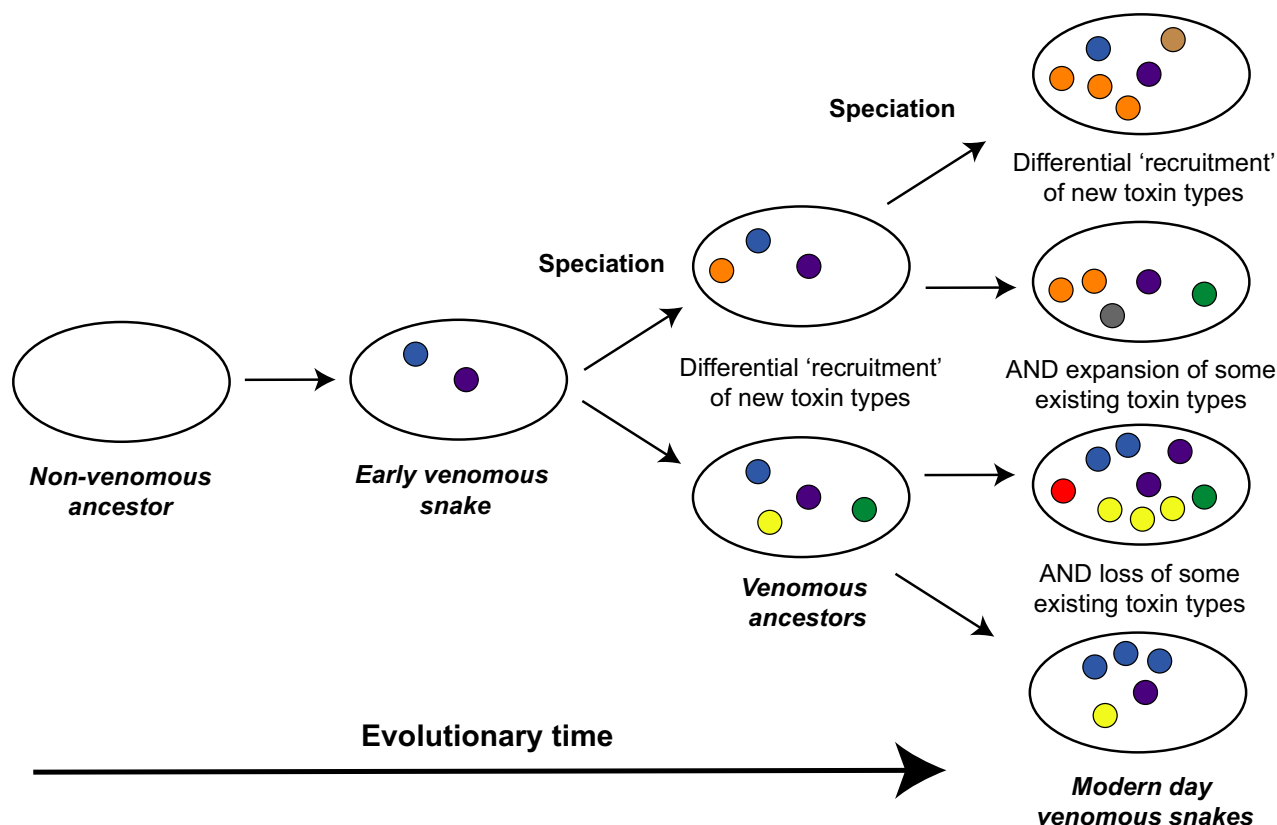 Speciation
Differential ‘recruitment’
of new toxin types
Speciation
Differential ‘recruitment’
of new toxin types
AND expansion of some
existing toxin types
Non-venomous
ancestor
Early venomous
snake
Venomous
ancestors
AND loss of some
existing toxin types
Evolutionary time
Modern day
venomous snakes